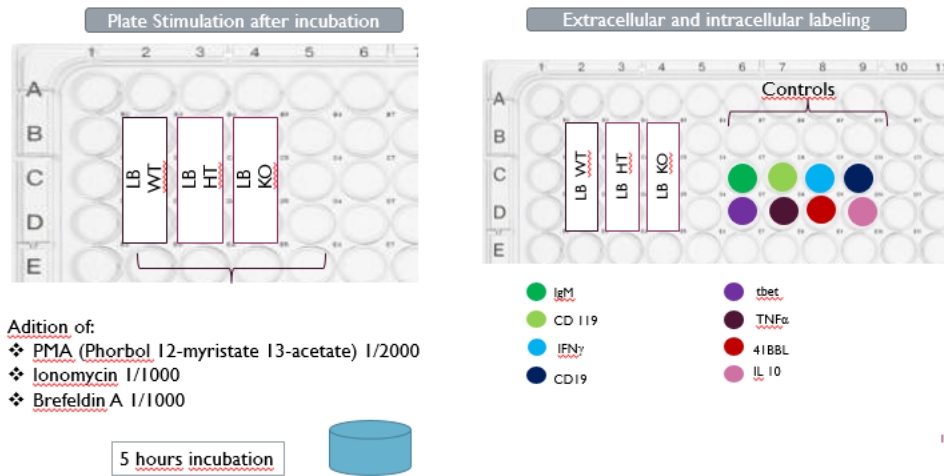 Plate Stimulation after incubation
1 2 3 4 5 6
A
B
C
D
E
LB WT
LB HT
LB KO
Adition of:
❖ PMA (Phorbol 12-myristate 13-acetate) 1/2000
❖ Ionomycin 1/1000
❖ Brefeldin A 1/1000
5 hours incubation
Extracellular and intracellular labeling
1 2 3 4 5 6 7 8 9 10 11
Controls
A
B
C
D
E
LB WT
LB HT
LB KO
IgM
CD 119
IFNγ
CD19
tbet
TNFα
41BBL
IL 10